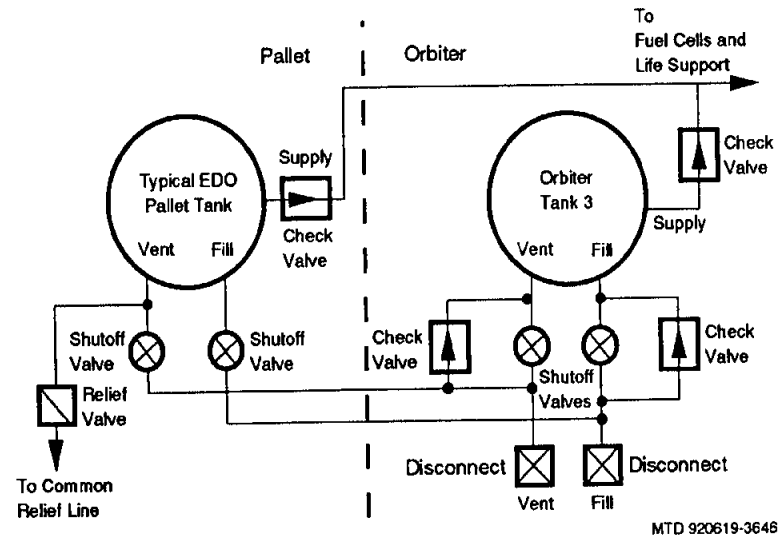 To
Fuel Cells and
Life Support
Pallet
Orbiter
Supply
Typical EDO
Pallet Tank
Vent
Fill
Check
Valve
Orbiter
Tank 3
Vent
Fill
Supply
Check
Valve
Shutoff
Valve
Shutoff
Valve
Check
Valve
Shutoff
Valves
Check
Valve
Relief
Valve
Disconnect
Disconnect
Vent
Fill
To Common
Relief Line
MTD 920619-3646